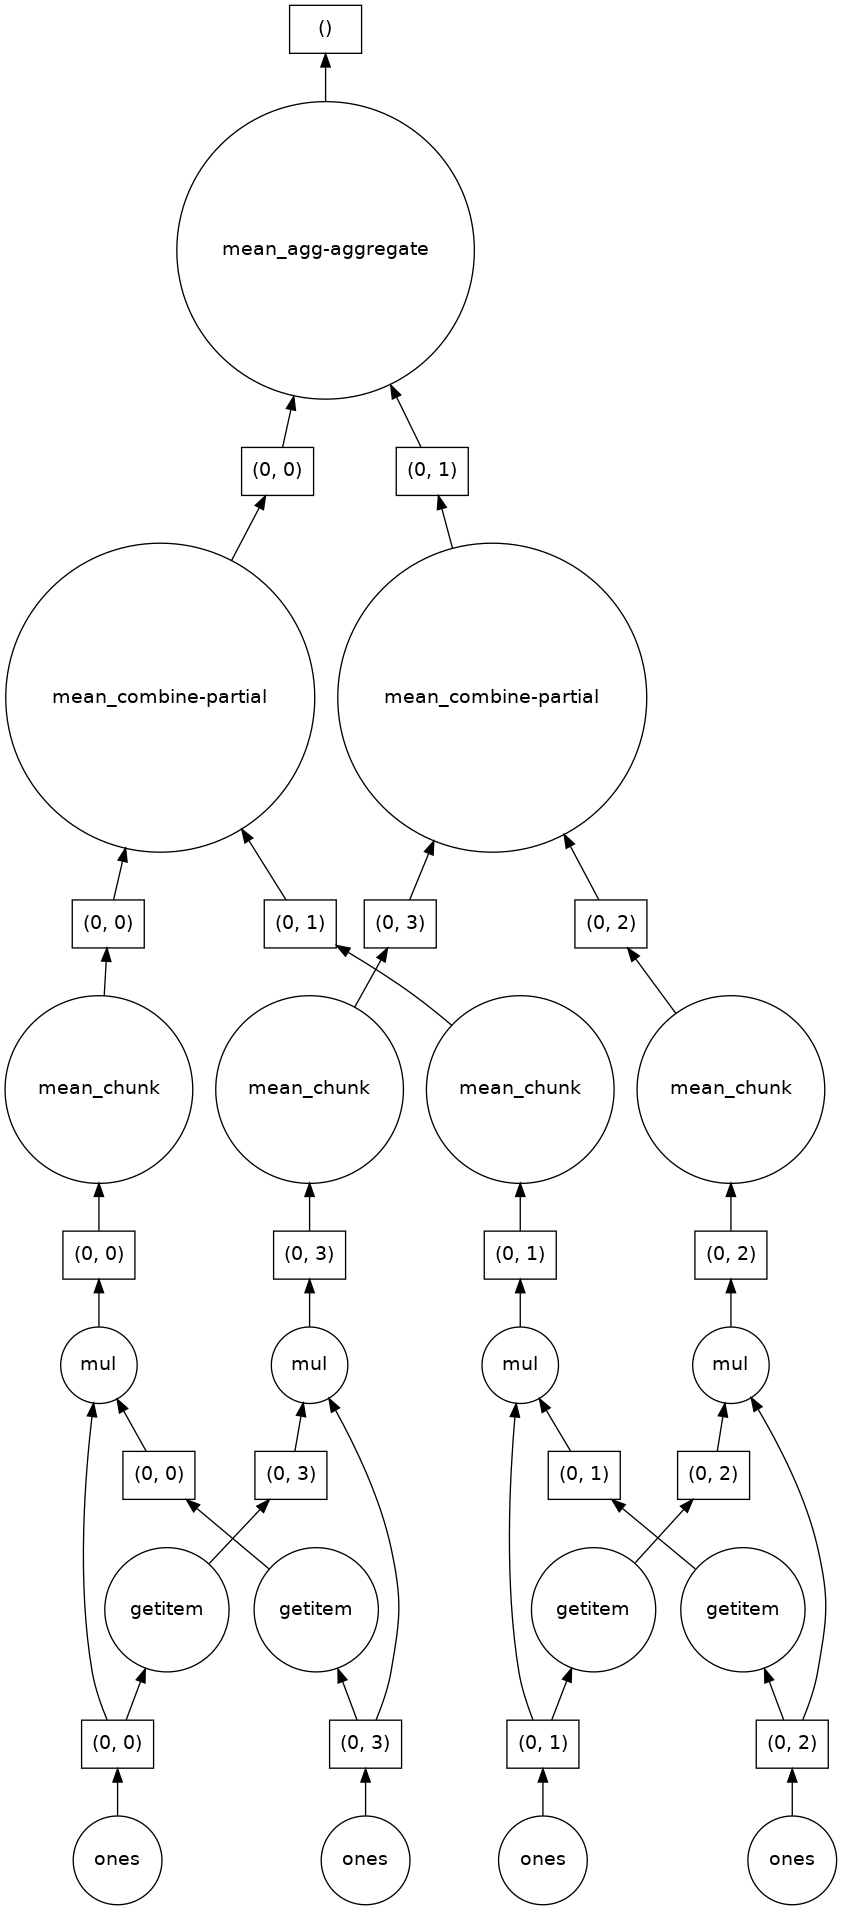 ()
mean_agg-aggregate
(0, 0)
(0, 1)
mean_combine-partial
mean_combine-partial
(0, 0)
(0, 1)
(0, 3)
(0, 2)
mean_chunk
mean_chunk
mean_chunk
mean_chunk
(0, 0)
(0, 3)
(0, 1)
(0, 2)
mul
mul
mul
mul
(0, 0)
(0, 3)
(0, 1)
(0, 2)
getitem
getitem
getitem
getitem
(0, 0)
(0, 3)
(0, 1)
(0, 2)
ones
ones
ones
ones